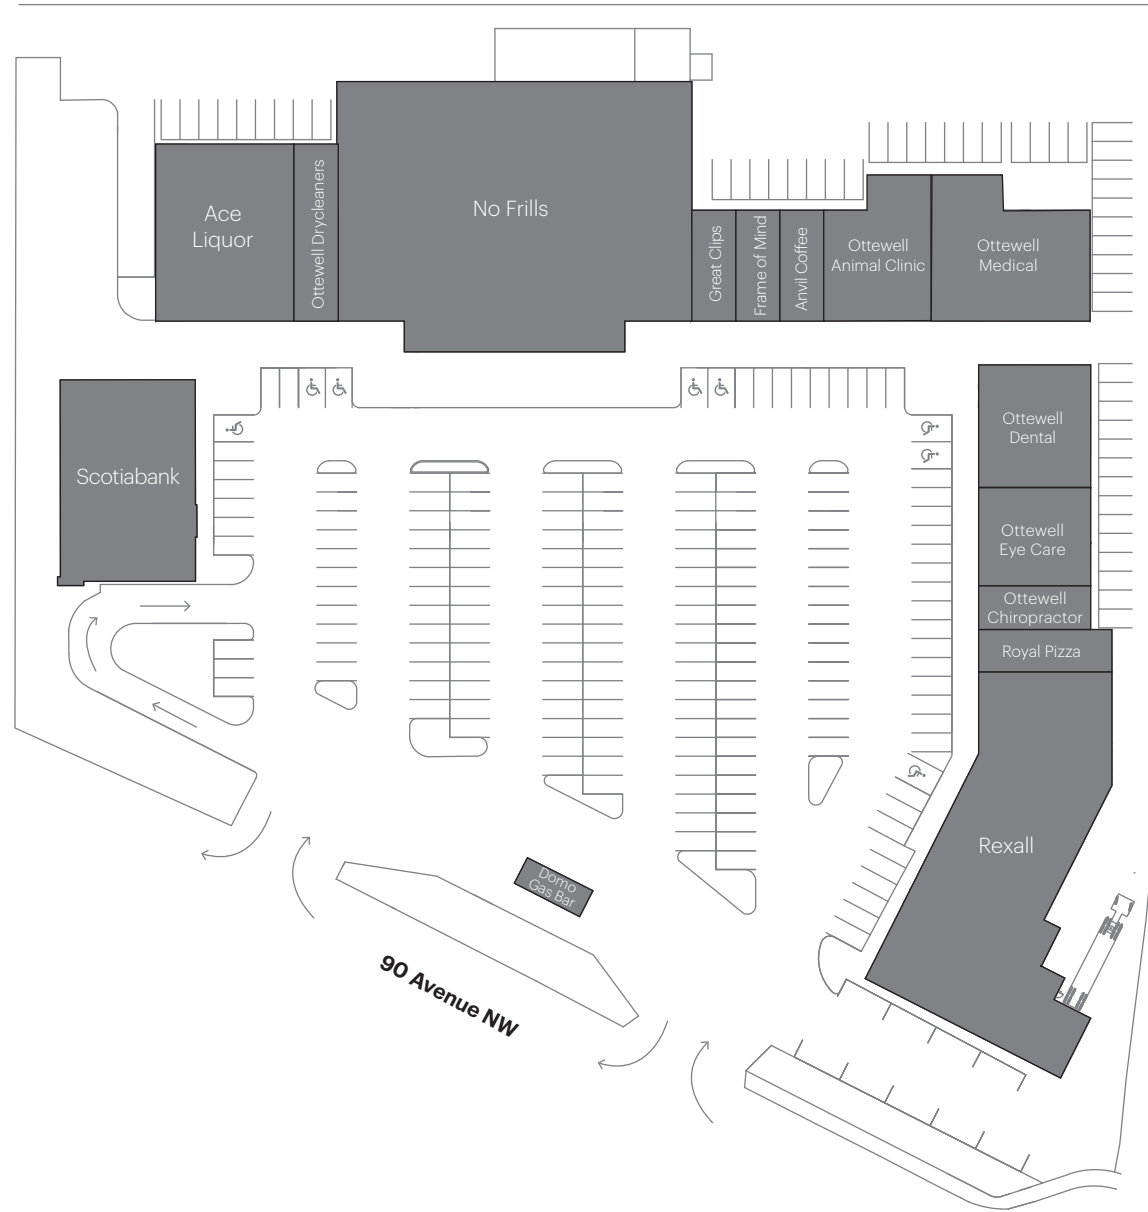 Ace
Liquor
Ottewell Drycleaners
No Frills
Great Clips
Frame of Mind
Anvil Coffee
Ottewell
Animal Clinic
Ottewell
Medical
Scotiabank
Ottewell
Dental
Ottewell
Eye Care
Ottewell
Chiropractor
Royal Pizza
Rexall
Domo
Gas Bar
90 Avenue NW